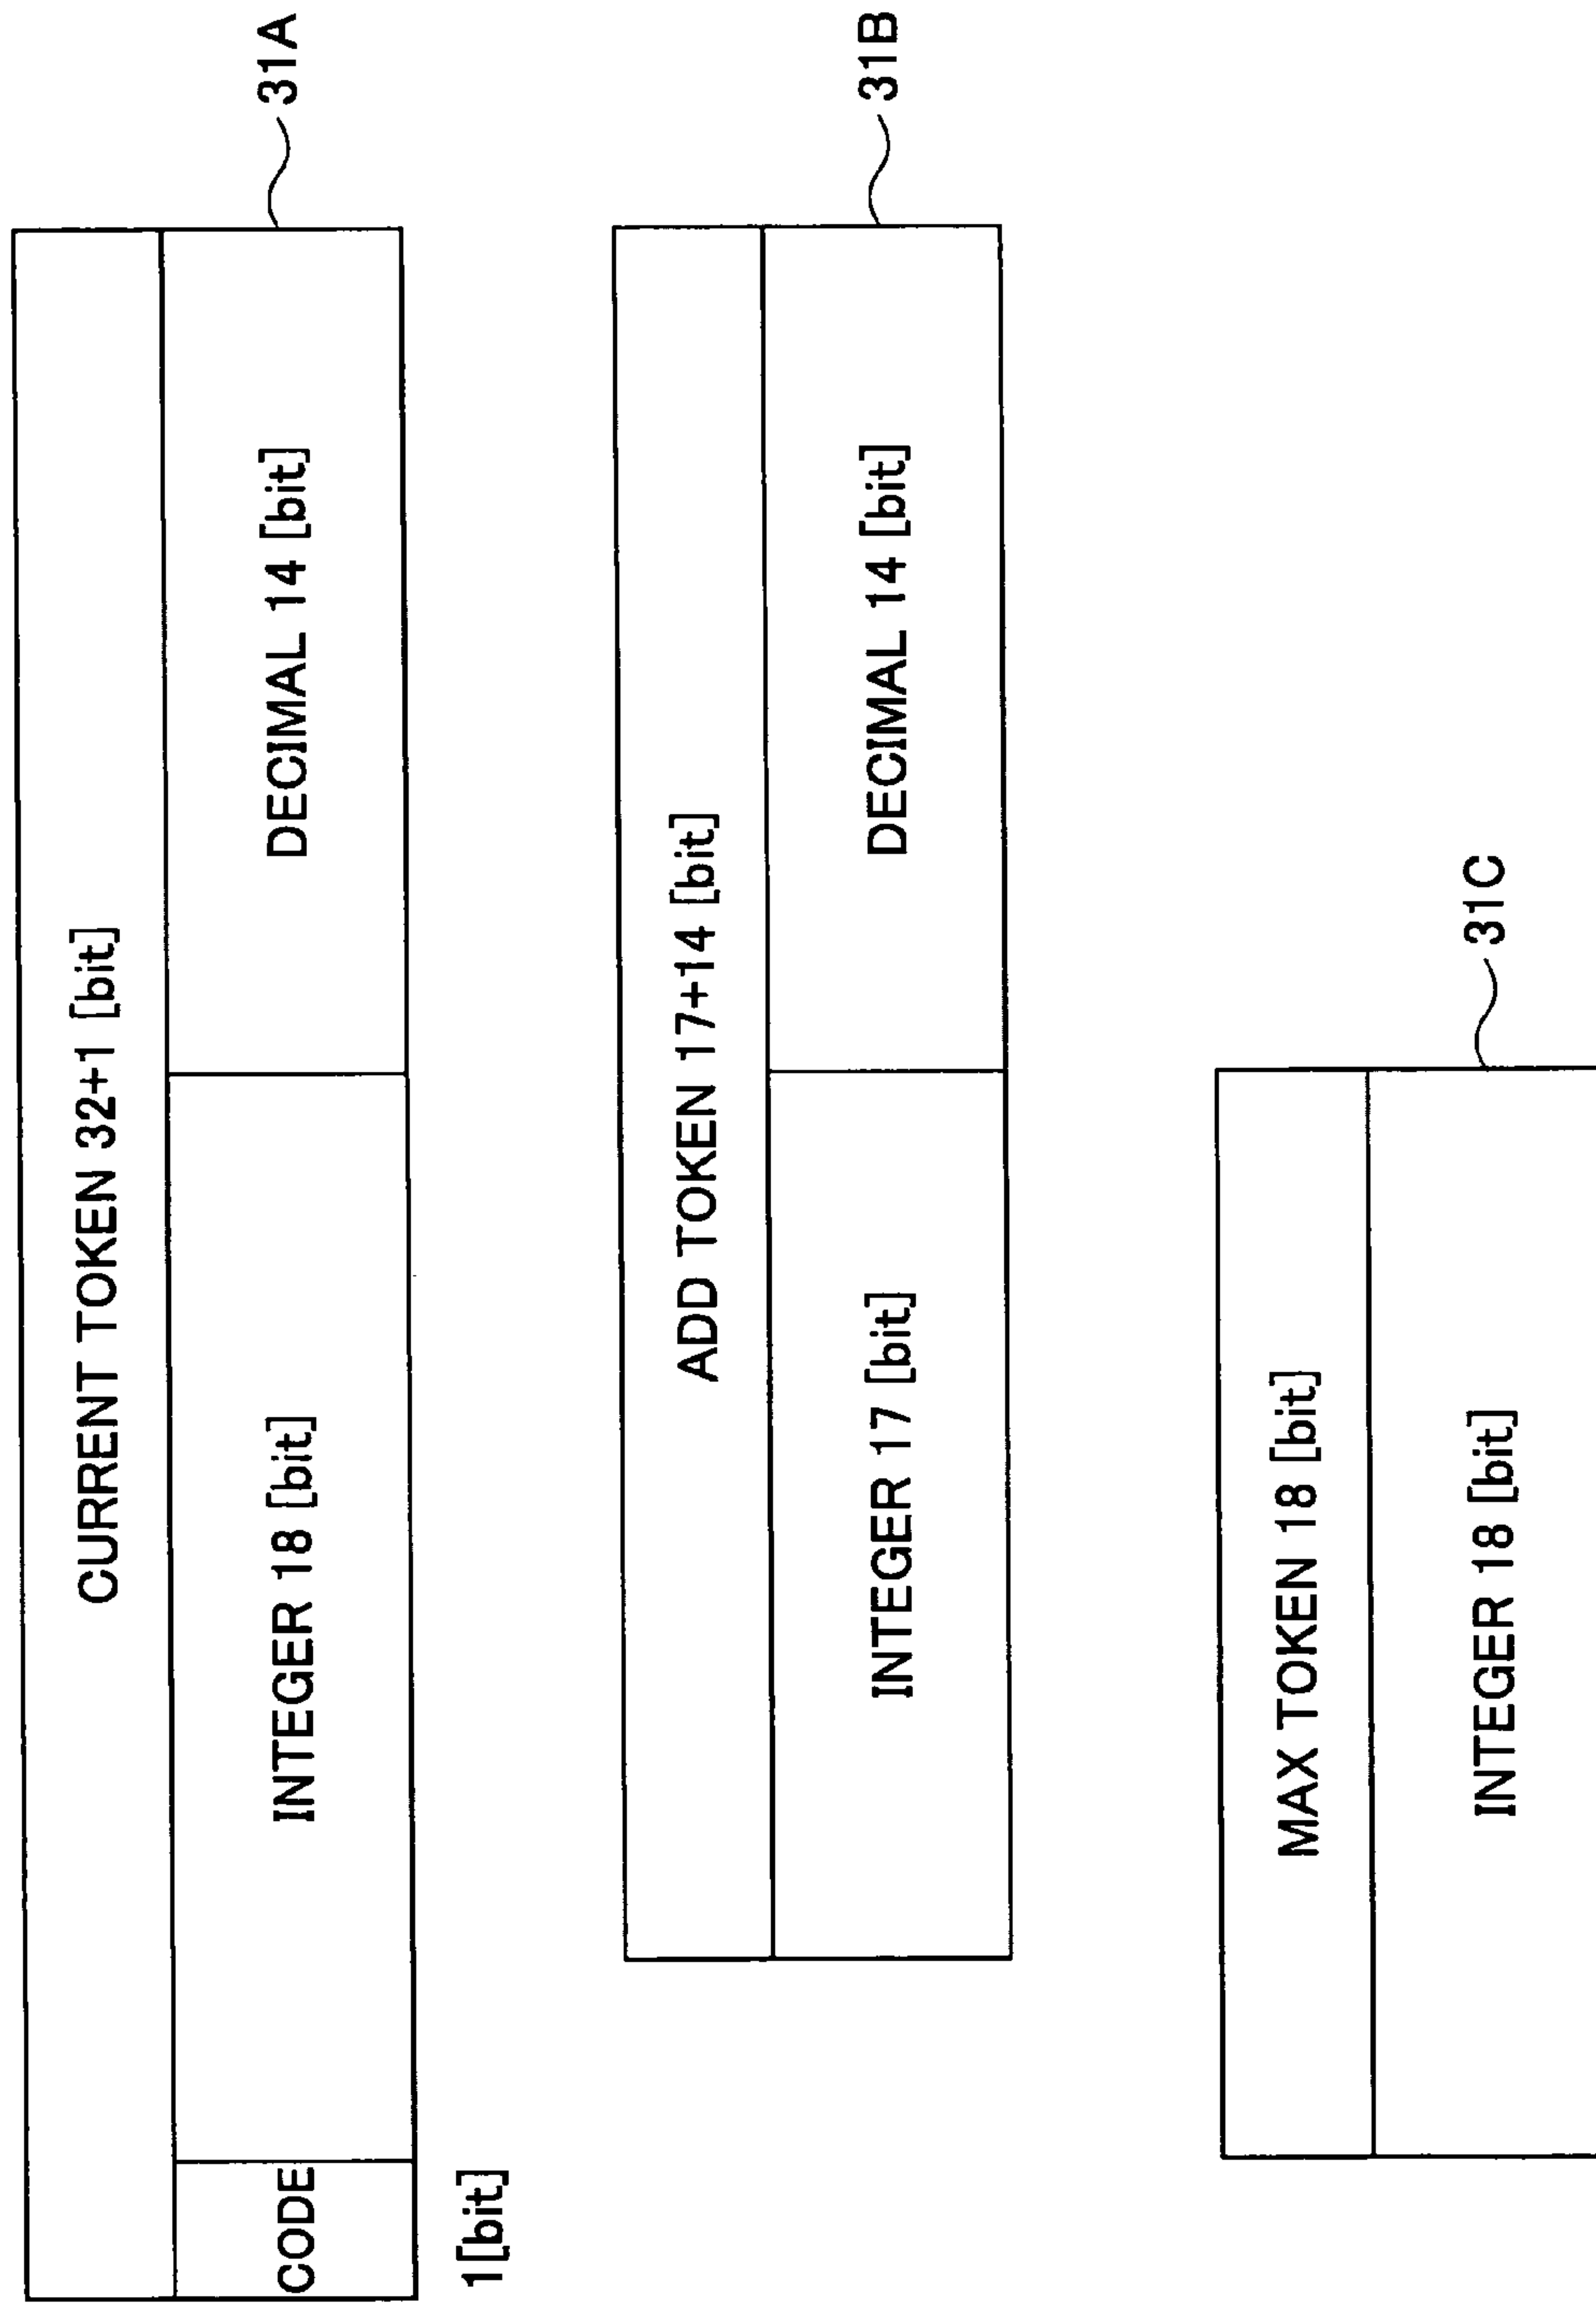 CURRENT TOKEN 32+1 [bit]
CODE
INTEGER 18 [bit]
DECIMAL 14 [bit]
31A
1[bit]
ADD TOKEN 17+14 [bit]
INTEGER 17 [bit]
DECIMAL 14 [bit]
31B
MAX TOKEN 18 [bit]
INTEGER 18 [bit]
31C